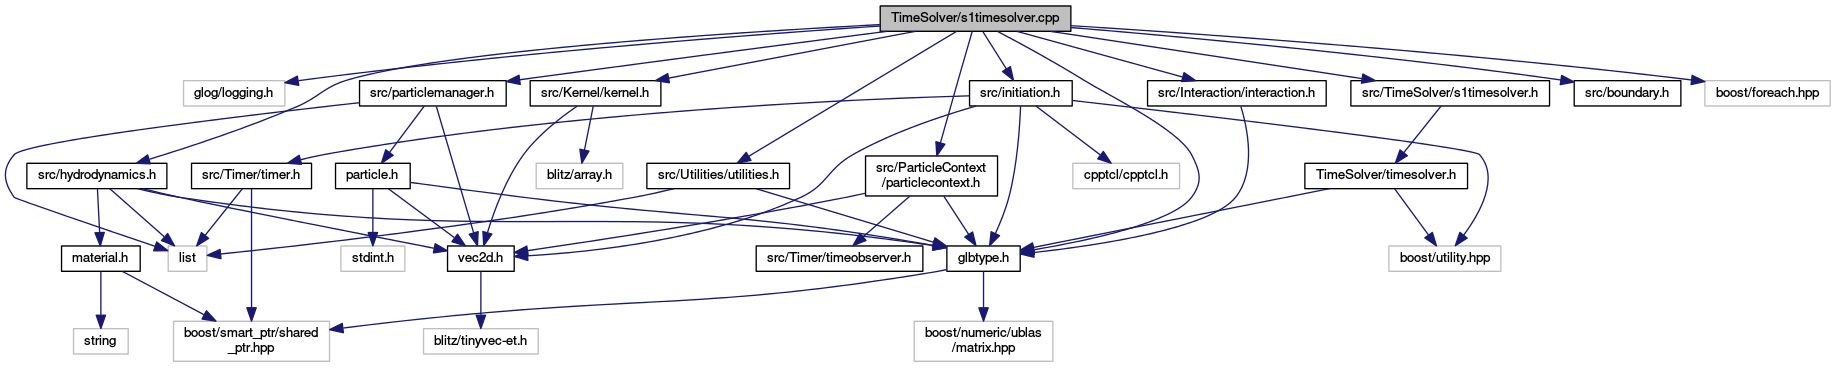 TimeSolver/s1timesolver.cpp
glog/logging.h
src/particlemanager.h
src/Kernel/kernel.h
src/initiation.h
src/Interaction/interaction.h
src/TimeSolver/s1timesolver.h
src/boundary.h
boost/foreach.hpp
src/hydrodynamics.h
src/Timer/timer.h
particle.h
blitz/array.h
src/Utilities/utilities.h
src/ParticleContext
/particlecontext.h
cpptcl/cpptcl.h
TimeSolver/timesolver.h
material.h
list
stdint.h
vec2d.h
src/Timer/timeobserver.h
glbtype.h
boost/utility.hpp
string
boost/smart_ptr/shared
_ptr.hpp
blitz/tinyvec-et.h
boost/numeric/ublas
/matrix.hpp